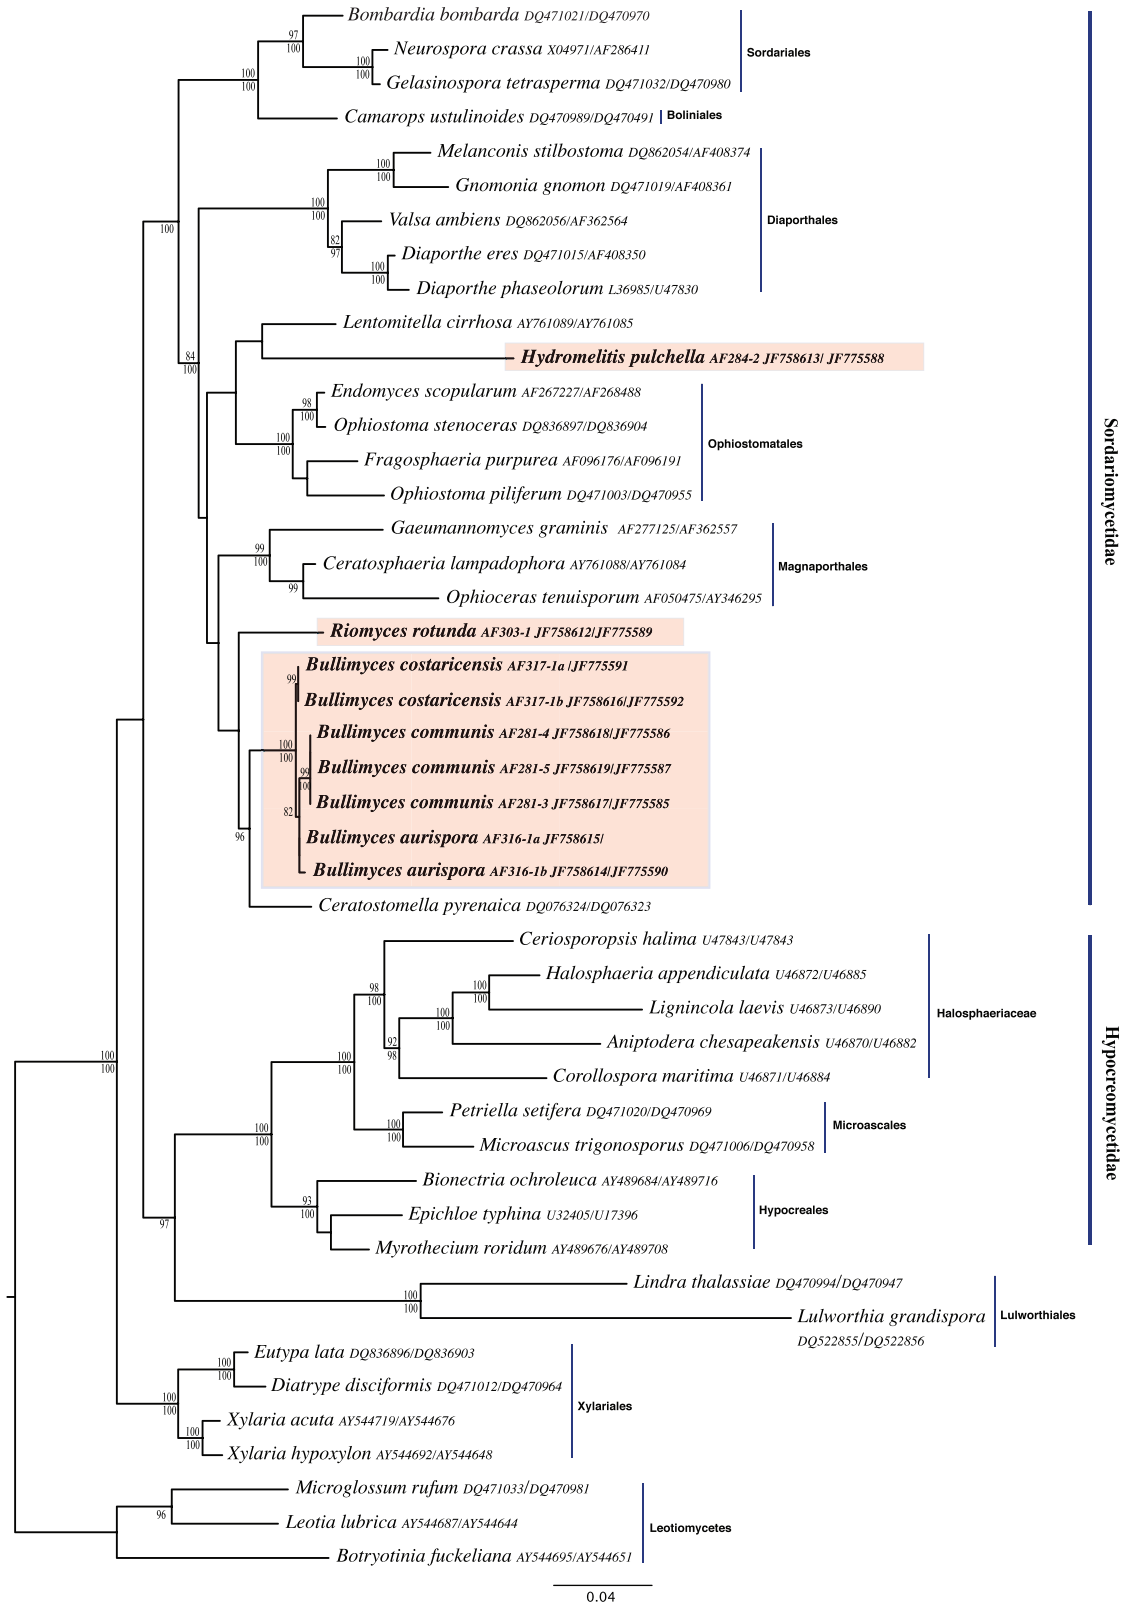 Bombardia bombarda DQ471021/DQ470970
97
100
Neurospora crassa X04971/AF286411
Sordariales
100
100
100
100
Gelasinospora tetrasperma DQ471032/DQ470980
Camarops ustulinoides DQ470989/DQ470491
Boliniales
Melanconis stilbostoma DQ862054/AF408374
100
100
Gnomonia gnomon DQ471019/AF408361
100
100
Valsa ambiens DQ862056/AF362564
Diaporthales
100
82
97
Diaporthe eres DQ471015/AF408350
100
100
Diaporthe phaseolorum L36985/U47830
Lentomitella cirrhosa AY761089/AY761085
84
100
Hydromelitis pulchella AF284-2 JF758613/ JF775588
Endomyces scopularum AF267227/AF268488
98
100
Ophiostoma stenoceras DQ836897/DQ836904
100
100
Ophiostomatales
Fragosphaeria purpurea AF096176/AF096191
Ophiostoma piliferum DQ471003/DQ470955
Sordariomycetidae
Gaeumannomyces graminis AF277125/AF362557
99
100
Ceratosphaeria lampadophora AY761088/AY761084
Magnaporthales
99
Ophioceras tenuisporum AF050475/AY346295
Riomyces rotunda AF303-1 JF758612/JF775589
Bullimyces costaricensis AF317-1a /JF775591
99
Bullimyces costaricensis AF317-1b JF758616/JF775592
Bullimyces communis AF281-4 JF758618/JF775586
100
100
Bullimyces communis AF281-5 JF758619/JF775587
99
100
Bullimyces communis AF281-3 JF758617/JF775585
82
96
Bullimyces aurispora AF316-1a JF758615/
Bullimyces aurispora AF316-1b JF758614/JF775590
Ceratostomella pyrenaica DQ076324/DQ076323
Ceriosporopsis halima U47843/U47843
Halosphaeria appendiculata U46872/U46885
98
100
100
Lignincola laevis U46873/U46890
Halosphaeriaceae
100
100
92
98
Aniptodera chesapeakensis U46870/U46882
100
100
100
100
Corollospora maritima U46871/U46884
Hypocreomycetidae
Petriella setifera DQ471020/DQ470969
100
100
Microascales
100
100
Microascus trigonosporus DQ471006/DQ470958
Bionectria ochroleuca AY489684/AY489716
93
100
Epichloe typhina U32405/U17396
Hypocreales
97
Myrothecium roridum AY489676/AY489708
Lindra thalassiae DQ470994/DQ470947
100
100
Lulworthia grandispora
Lulworthiales
DQ522855/DQ522856
Eutypa lata DQ836896/DQ836903
100
100
Diatrype disciformis DQ471012/DQ470964
100
100
Xylariales
Xylaria acuta AY544719/AY544676
100
100
Xylaria hypoxylon AY544692/AY544648
Microglossum rufum DQ471033/DQ470981
96
Leotia lubrica AY544687/AY544644
Leotiomycetes
Botryotinia fuckeliana AY544695/AY544651
0.04